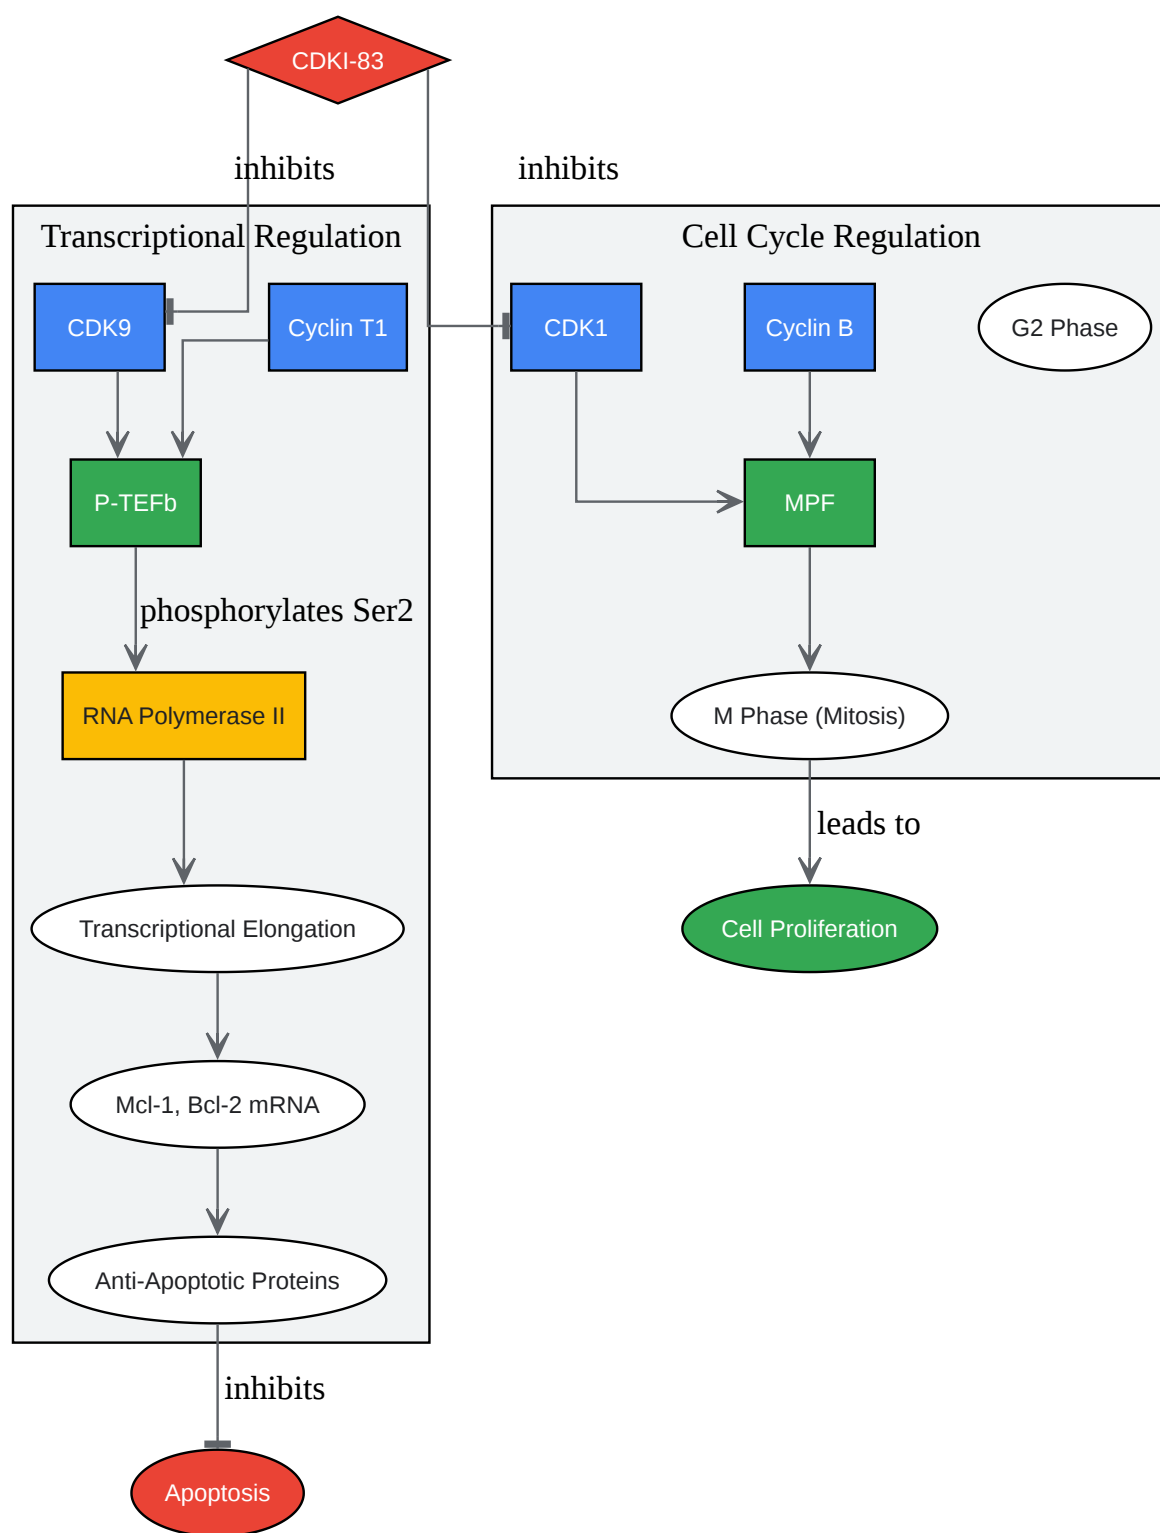 CDKI-83
inhibits
inhibits
Transcriptional Regulation
Cell Cycle Regulation
CDK9
Cyclin T1
CDK1
Cyclin B
G2 Phase
P-TEFb
MPF
phosphorylates Ser2
RNA Polymerase II
M Phase (Mitosis)
leads to
Transcriptional Elongation
Cell Proliferation
Mcl-1, Bcl-2 mRNA
Anti-Apoptotic Proteins
inhibits
Apoptosis